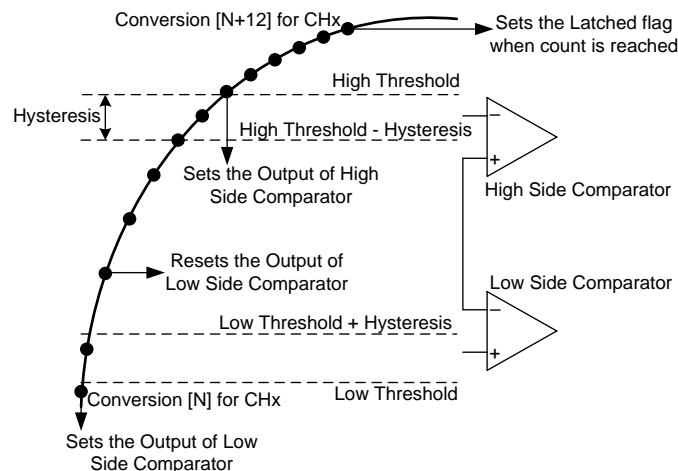 Conversion [N+12] for CHx
Sets the Latched flag
when count is reached
High Threshold
Hysteresis
High Threshold - Hysteresis
−
+
Sets the Output of High
Side Comparator
High Side Comparator
Resets the Output of
Low Side Comparator
Low Side Comparator
Low Threshold + Hysteresis
−
+
Conversion [N] for CHx
Low Threshold
Sets the Output of Low
Side Comparator